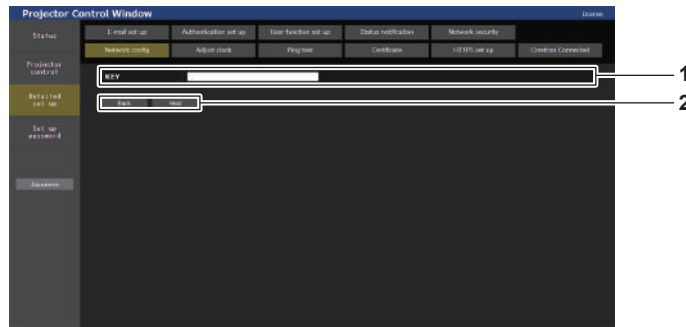 Projector Control Window
License
Status
E-mail set up Authentication set up User function set up Status notification Network security
Network config Adjust clock Ping test Certificate HTTPS set up Crestron Connected
Projector
control
KEY
1
Detailed
set up
Back Next
2
Set up
password
Japanese